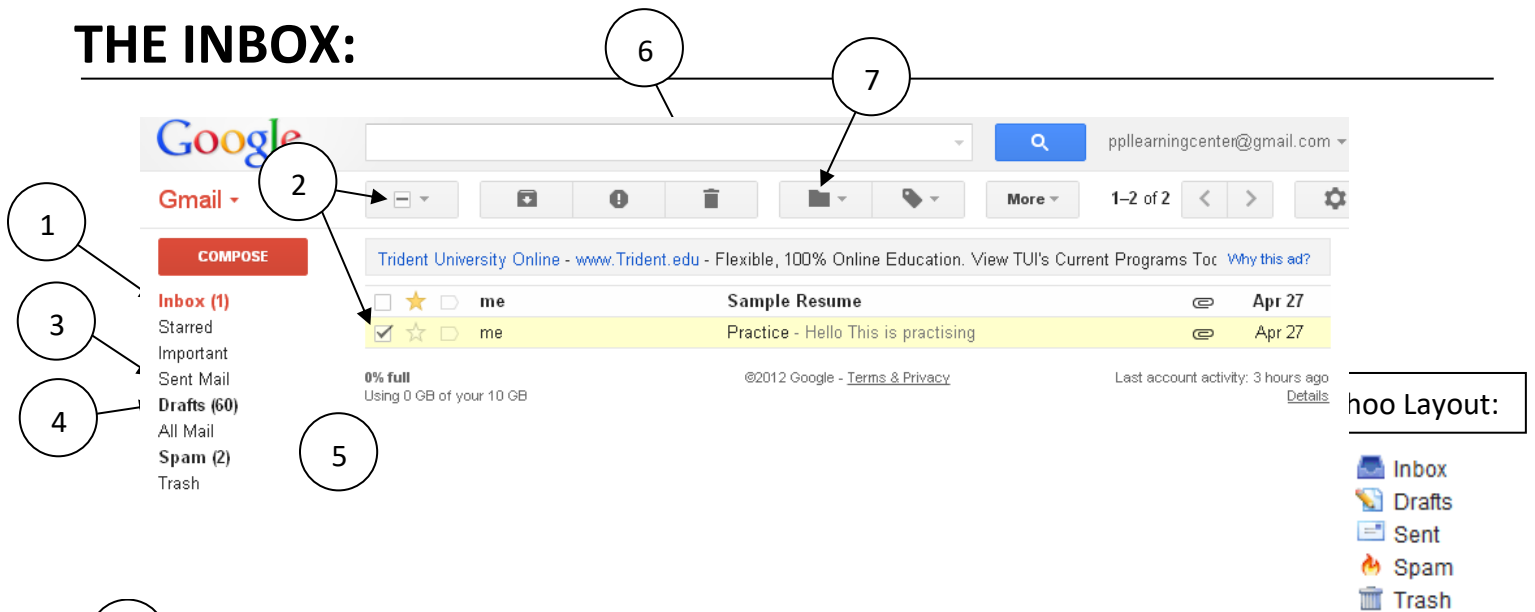 THE INBOX:
6
7
Google
ppllearningcenter@gmail.com
2
Gmail
More
1–2 of 2
1
COMPOSE
Trident University Online - www.Trident.edu - Flexible, 100% Online Education. View TUI's Current Programs Toc Why this ad?
Inbox (1)
me Sample Resume Apr 27
3
Starred
me Practice - Hello This is practising Apr 27
Important
Sent Mail
0% full ©2012 Google - Terms & Privacy Last account activity: 3 hours ago
Using 0 GB of your 10 GB Details
4
Drafts (60)
hoo Layout:
All Mail
5
Spam (2)
Trash
Inbox
Drafts
Sent
Spam
Trash